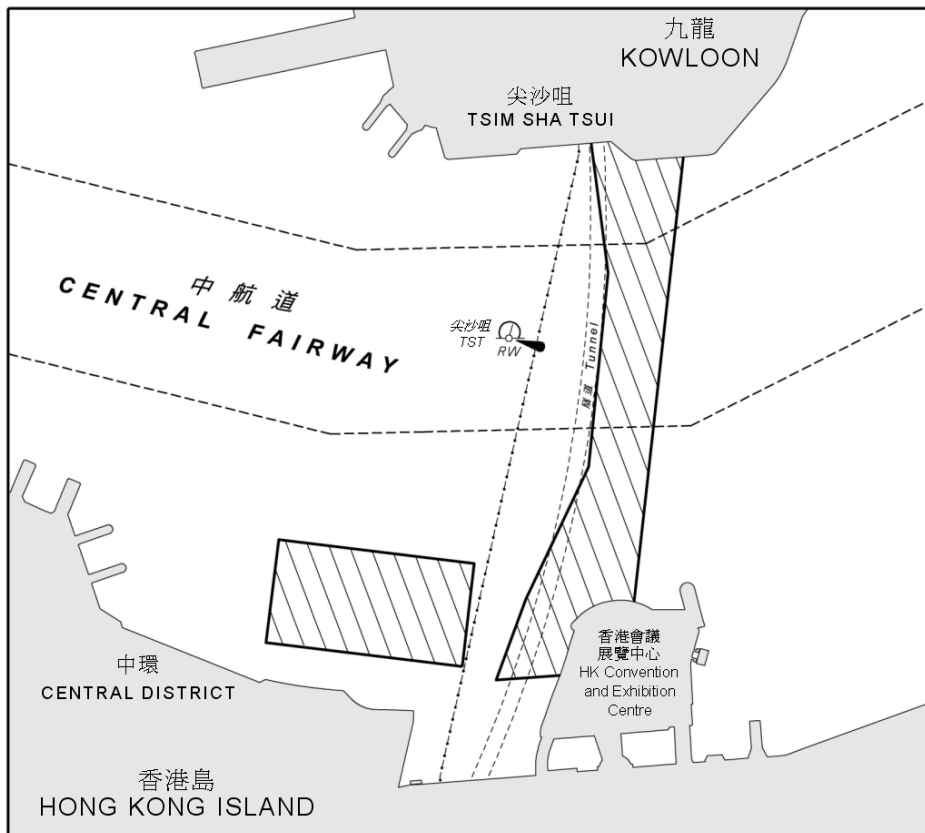 九龍
KOWLOON
尖沙咀
TSIM SHA TSUI
中航道
CENTRAL FAIRWAY
尖沙咀
TST
RW
隧道 Tunnel
香港會議
展覽中心
HK Convention
and Exhibition
Centre
中環
CENTRAL DISTRICT
香港島
HONG KONG ISLAND